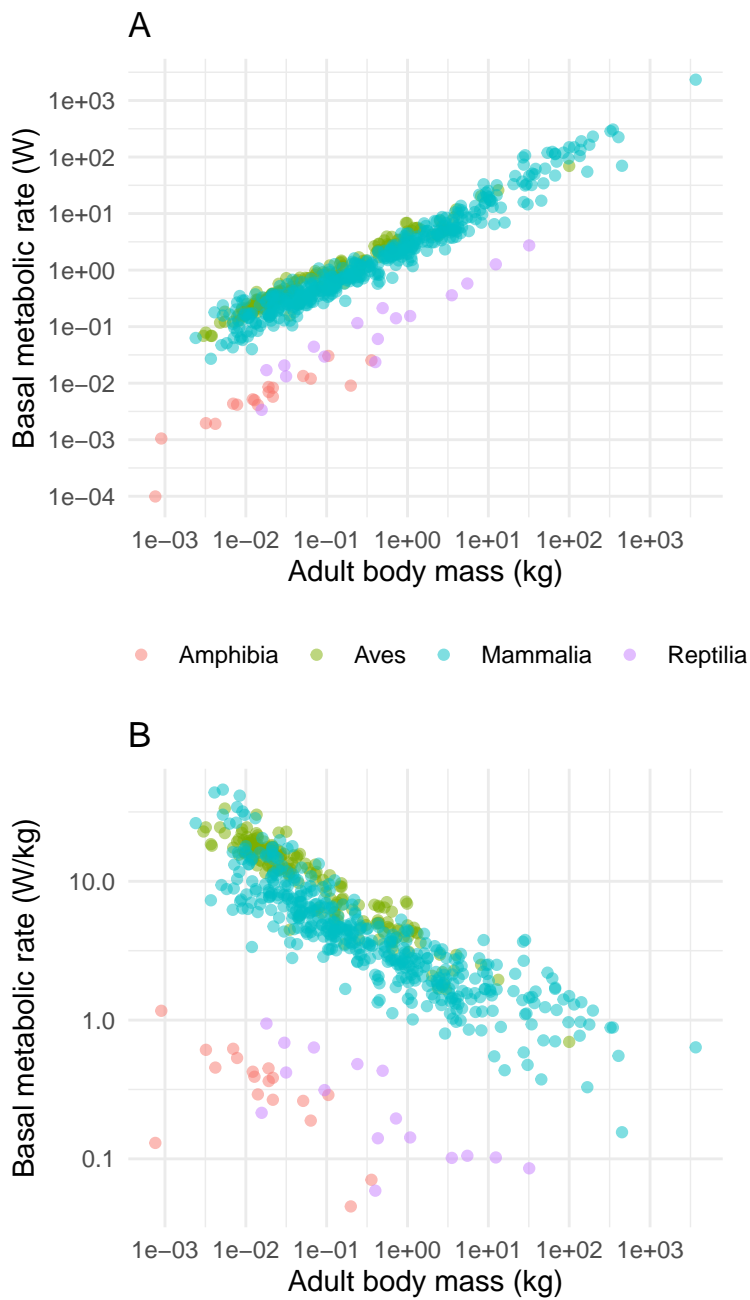 A
Basal metabolic rate (W)
1e+03
1e+02
1e+01
1e+00
1e−01
1e−02
1e−03
1e−04
1e−03 1e−02 1e−01 1e+00 1e+01 1e+02 1e+03
Adult body mass (kg)
Amphibia Aves Mammalia Reptilia
B
Basal metabolic rate (W/kg)
10.0
1.0
0.1
1e−03 1e−02 1e−01 1e+00 1e+01 1e+02 1e+03
Adult body mass (kg)